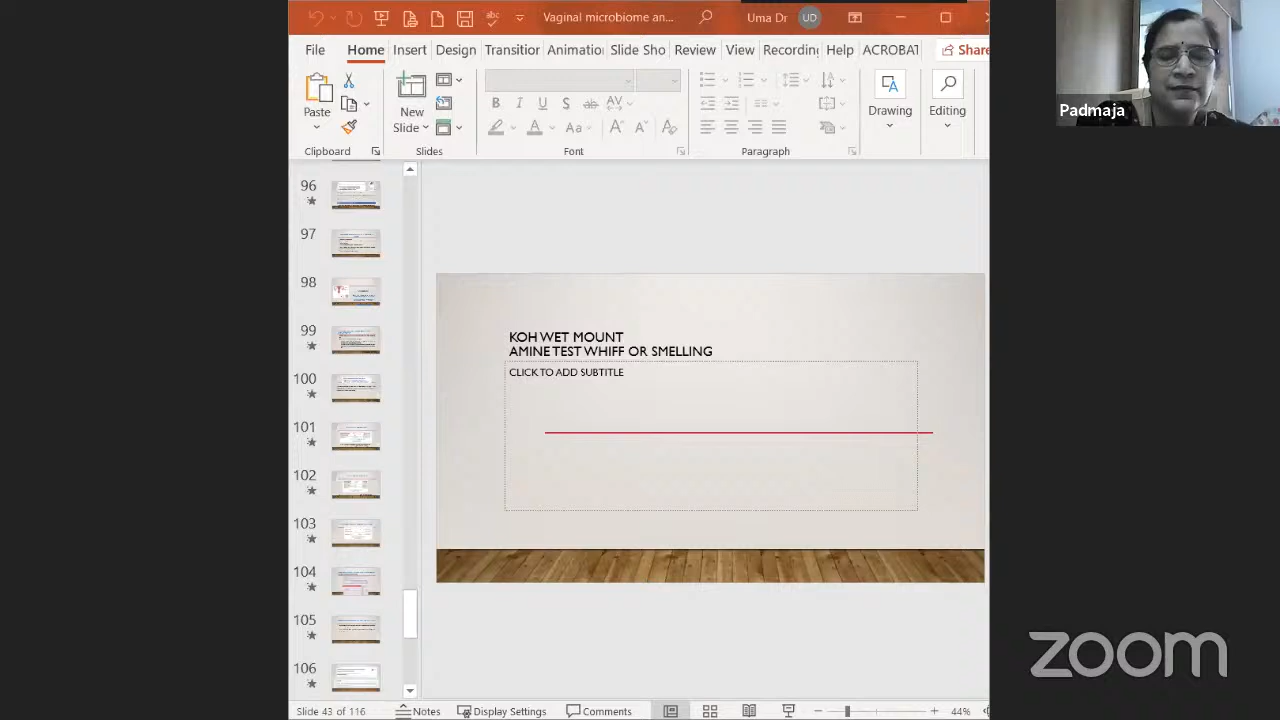 Vaginal microbiome an...
Uma Dr
UD
File Home Insert Design Transition Animatio Slide Sho Review View Recording Help ACROBAT Share
Paste
New
Slide
Drawing
Editing
Clipboard
Slides
Font
Paragraph
96
97
98
99
100
101
102
103
104
105
106
KOH WET MOUNT
AMINE TEST WHIFF OR SMELLING
CLICK TO ADD SUBTITLE
Slide 43 of 116
Notes
Display Settings
Comments
44%
Padmaja
zoom